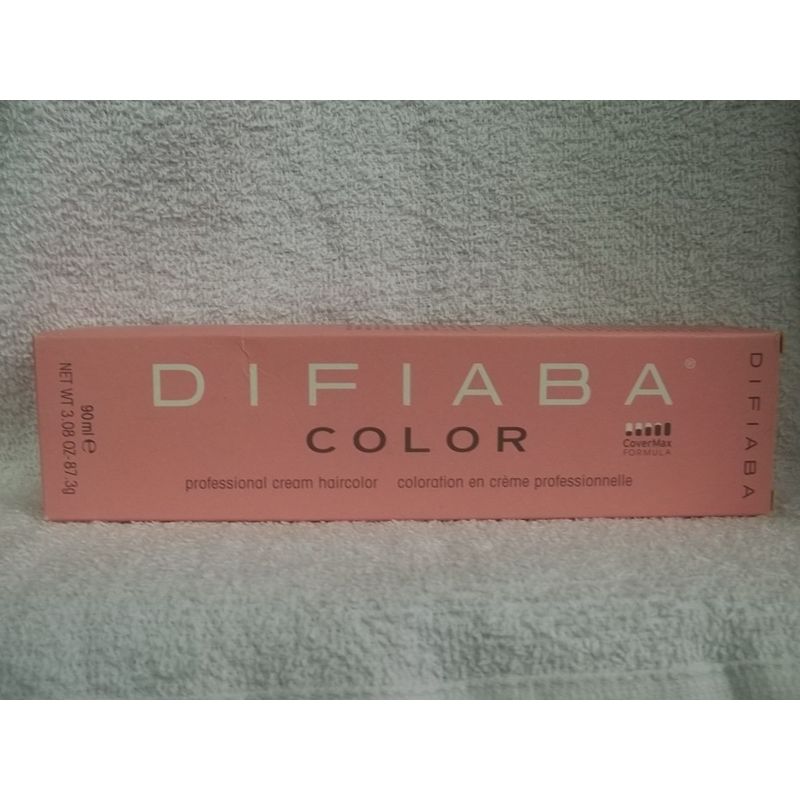 DIFIABA®
COLOR
professional cream haircolor coloration en crème professionnelle
CoverMax
FORMULA
90ml e
NET WT 3.08 OZ-87.3g
DIFIABA